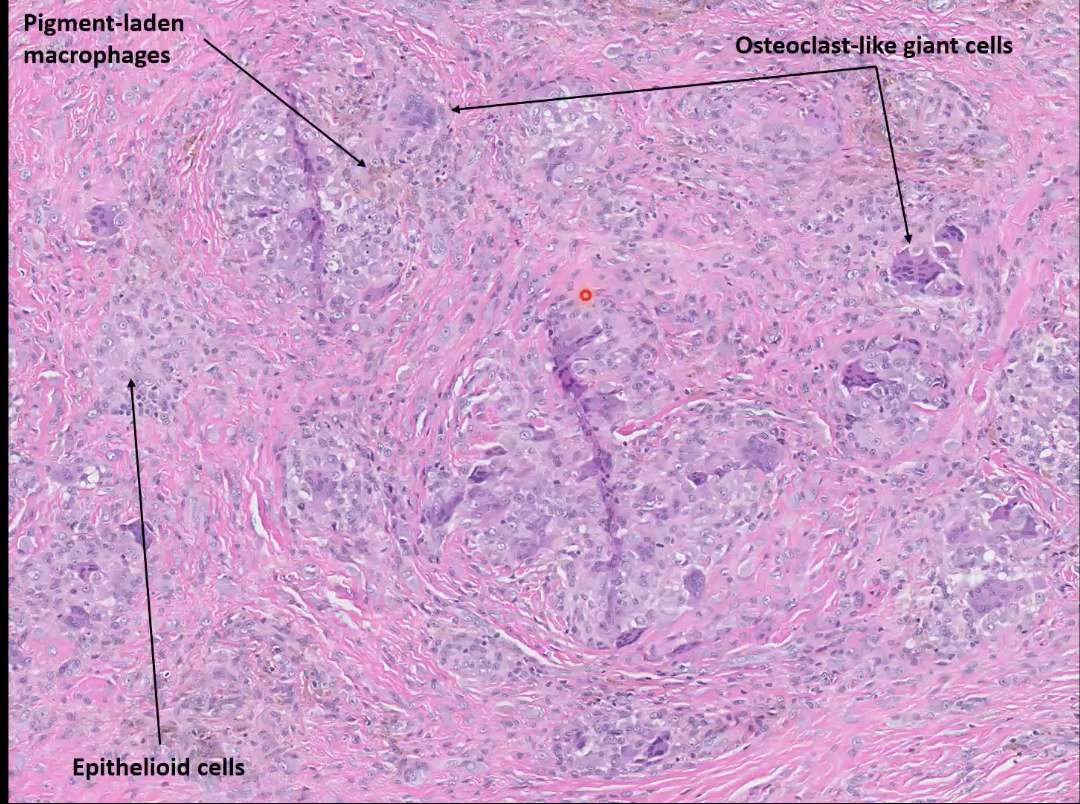 Pigment-laden
macrophages
Osteoclast-like giant cells
Epithelioid cells